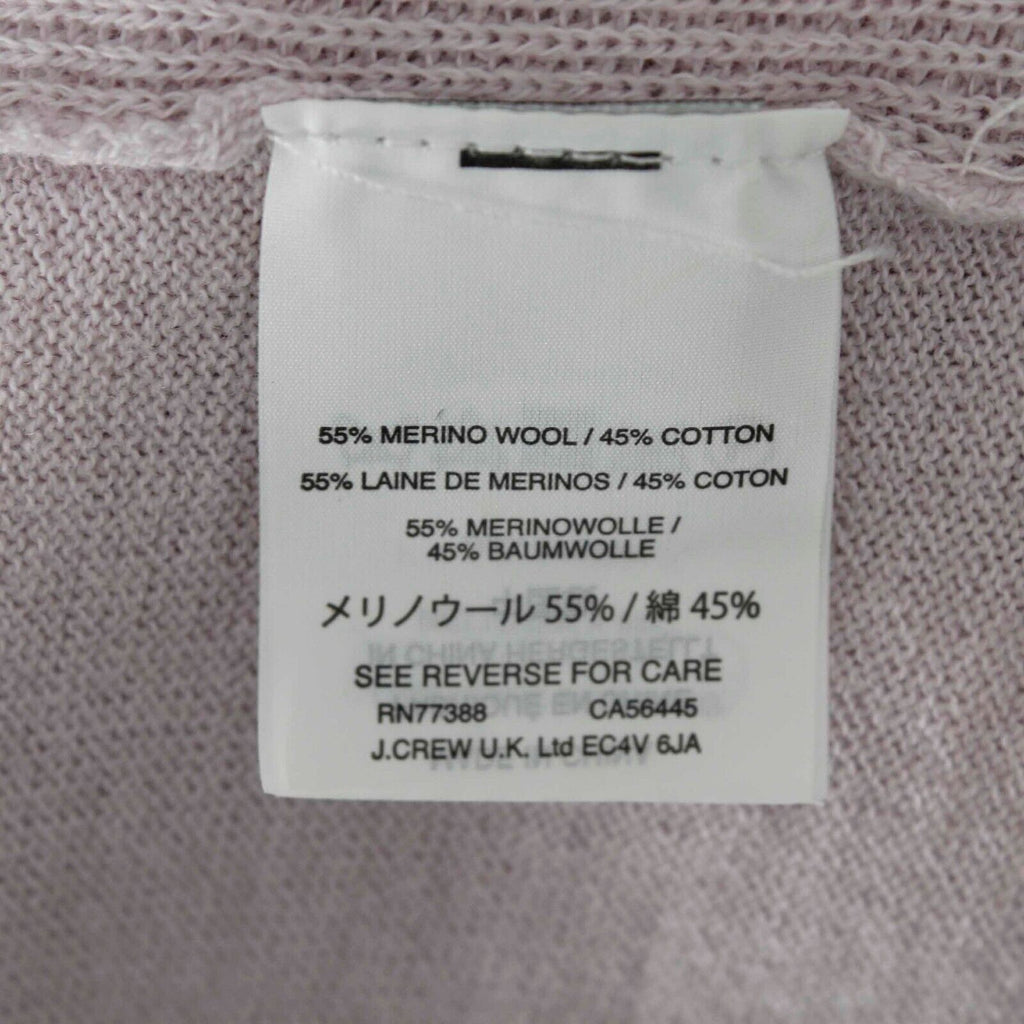 55% MERINO WOOL / 45% COTTON
55% LAINE DE MERINOS / 45% COTON
55% MERINOWOLLE /
45% BAUMWOLLE
メリノウール 55% / 綿 45%
SEE REVERSE FOR CARE
RN77388 CA56445
J.CREW U.K. Ltd EC4V 6JA